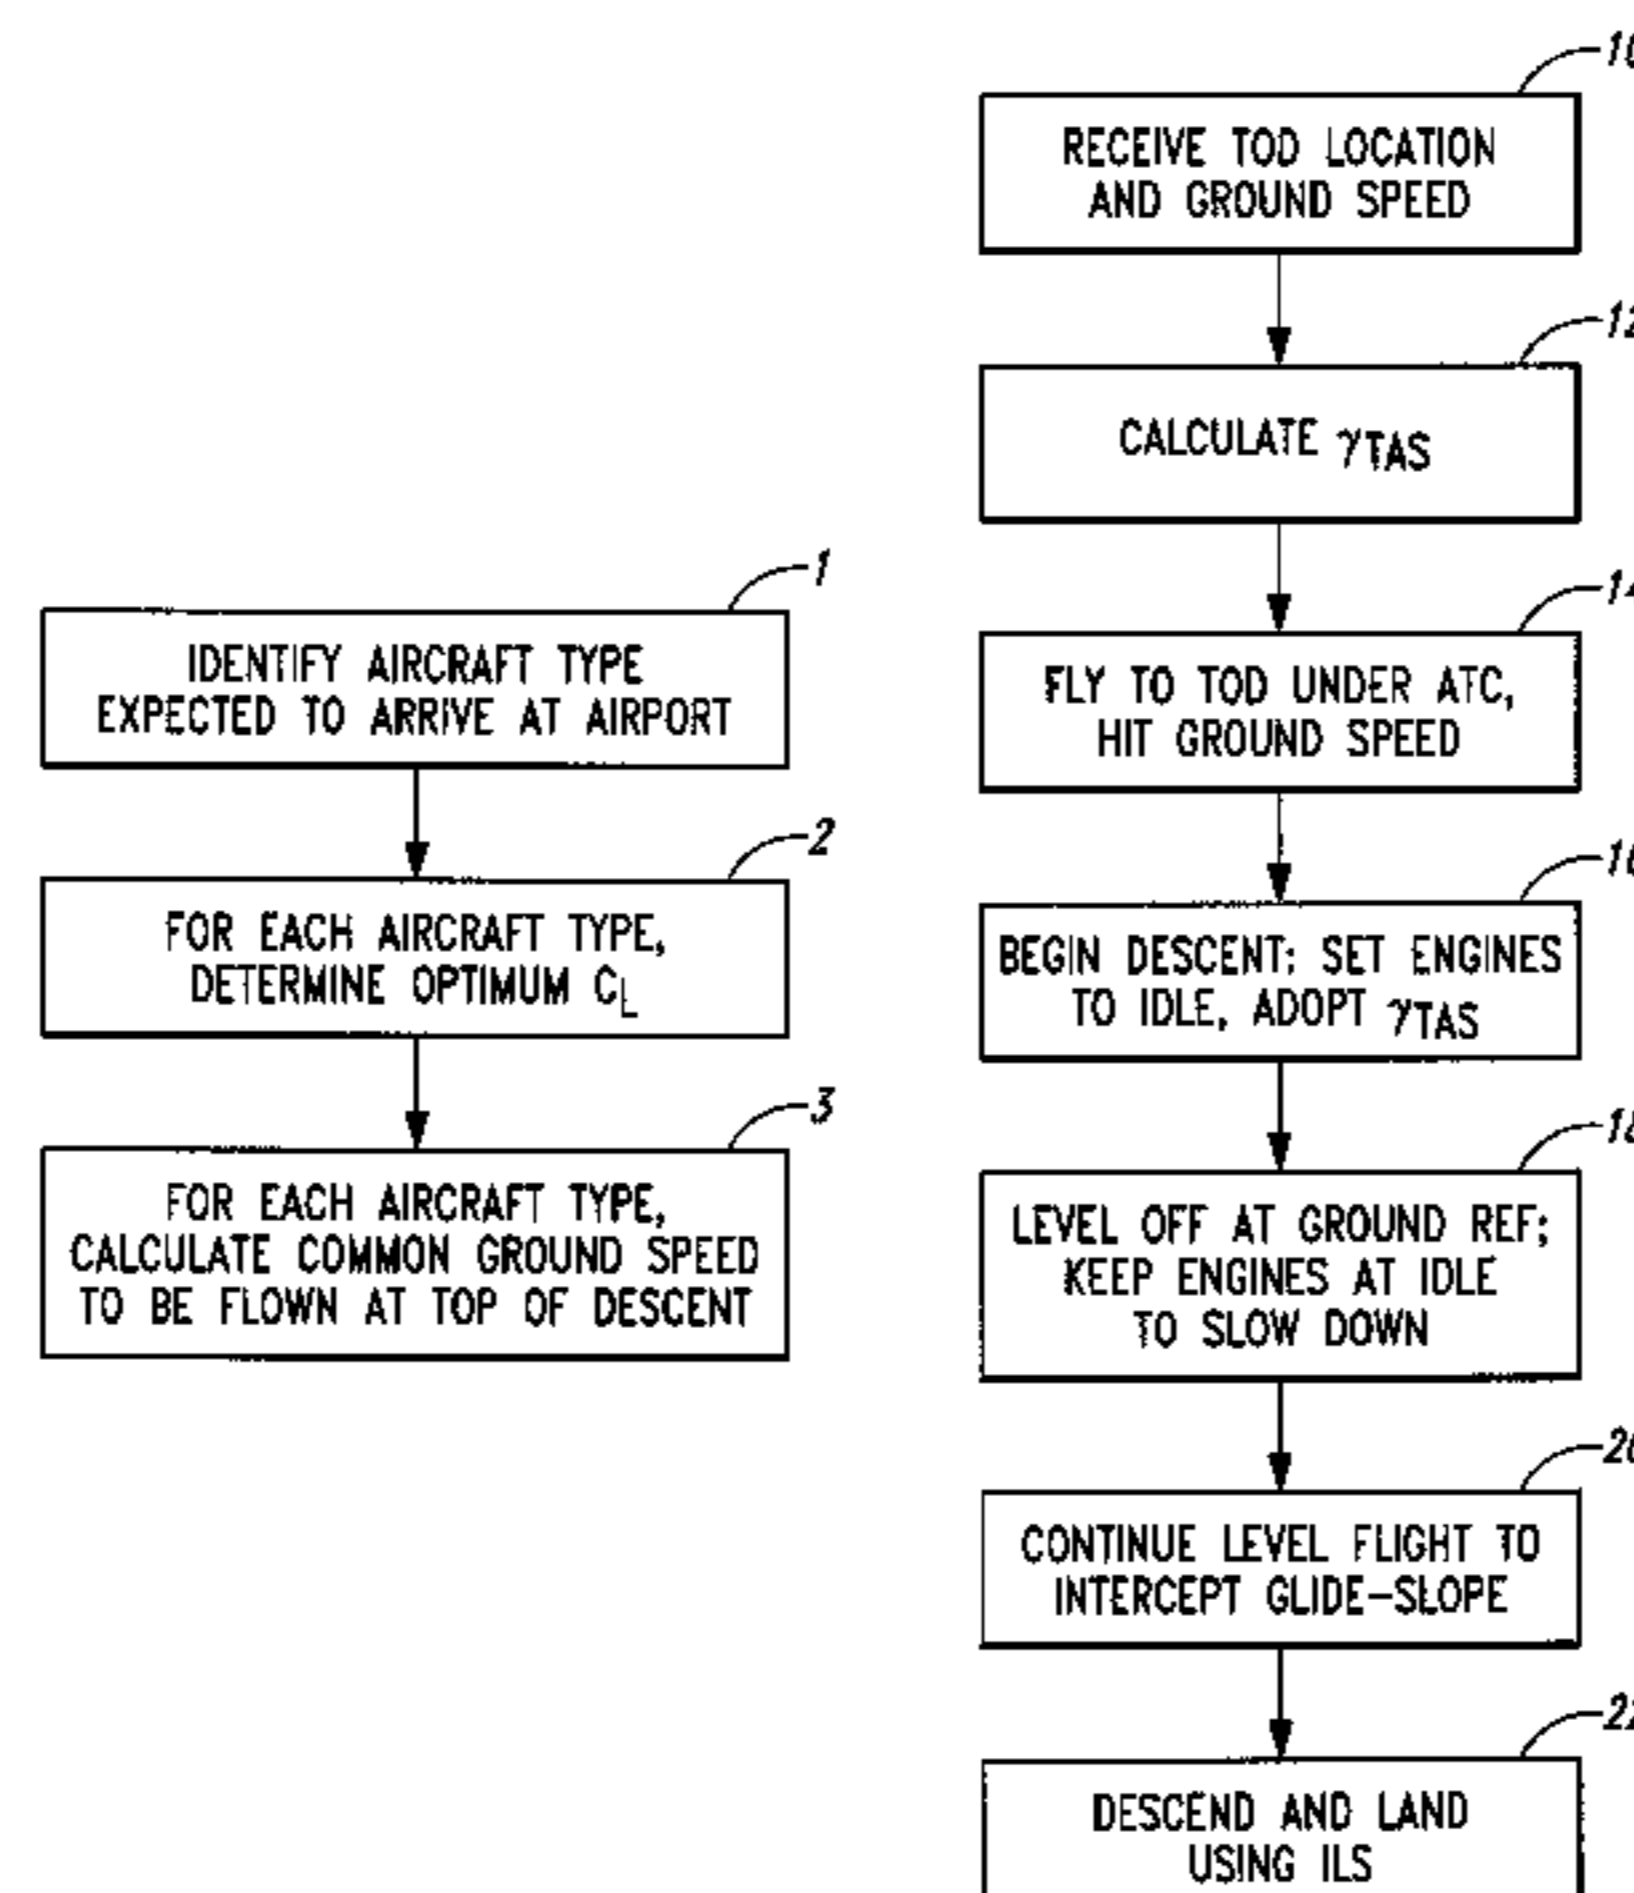 1
IDENTIFY AIRCRAFT TYPE
EXPECTED TO ARRIVE AT AIRPORT
2
FOR EACH AIRCRAFT TYPE,
DETERMINE OPTIMUM CL
3
FOR EACH AIRCRAFT TYPE,
CALCULATE COMMON GROUND SPEED
TO BE FLOWN AT TOP OF DESCENT
10
RECEIVE TOD LOCATION
AND GROUND SPEED
12
CALCULATE γTAS
14
FLY TO TOD UNDER ATC,
HIT GROUND SPEED
16
BEGIN DESCENT; SET ENGINES
TO IDLE, ADOPT γTAS
18
LEVEL OFF AT GROUND REF;
KEEP ENGINES AT IDLE
TO SLOW DOWN
20
CONTINUE LEVEL FLIGHT TO
INTERCEPT GLIDE-SLOPE
22
DESCEND AND LAND
USING ILS